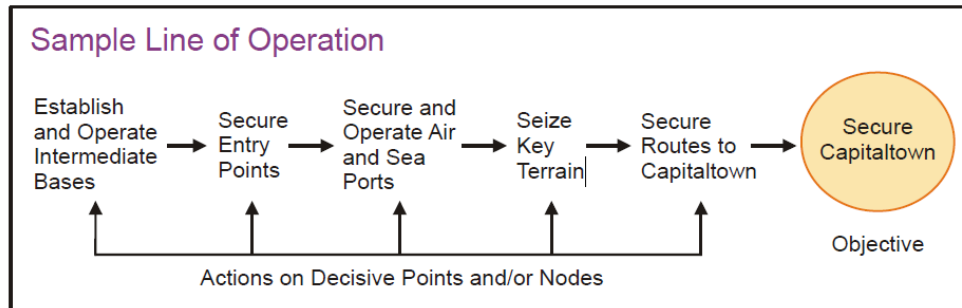 Sample Line of Operation
Establish
and Operate
Intermediate
Bases
Secure
Entry
Points
Secure and
Operate Air
and Sea
Ports
Seize
Key
Terrain
Secure
Routes to
Capitaltown
Secure
Capitaltown
Objective
Actions on Decisive Points and/or Nodes